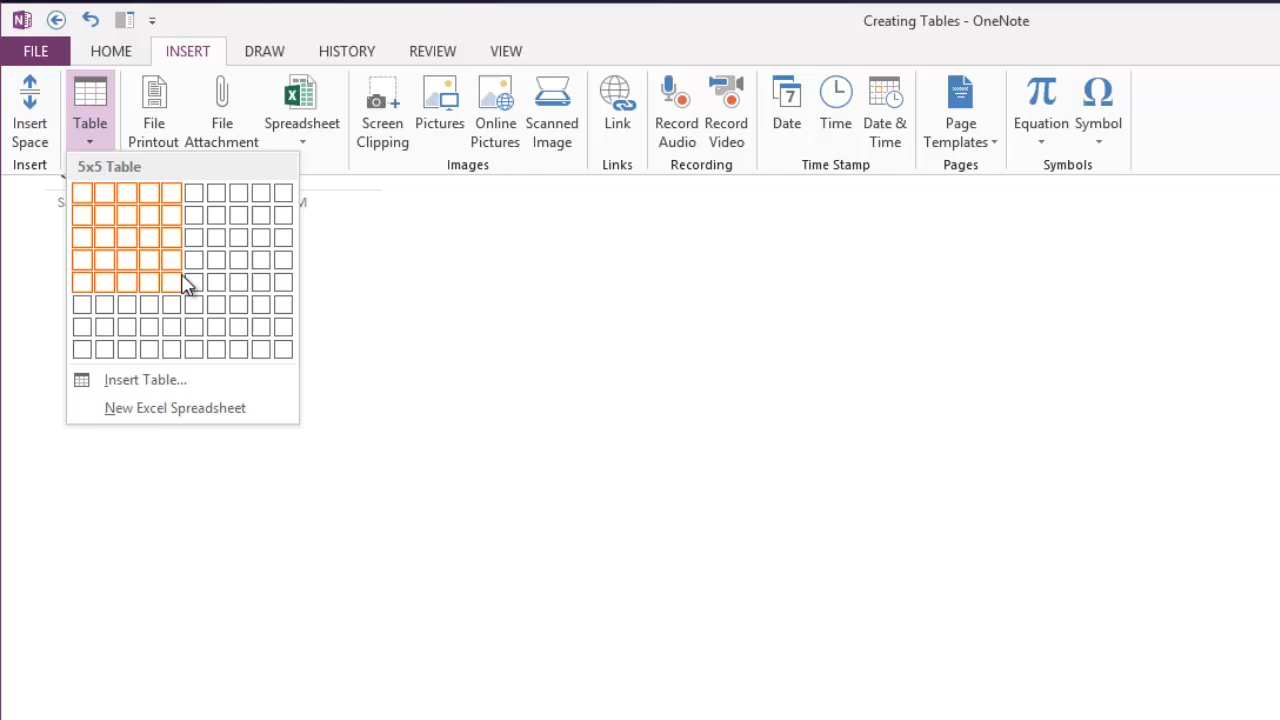 Creating Tables - OneNote
FILE HOME INSERT DRAW HISTORY REVIEW VIEW
Insert Space
Table
File Printout
File Attachment
Spreadsheet
Screen Clipping
Pictures
Online Pictures
Scanned Image
Link
Record Audio
Record Video
Date
Time
Date & Time
Page Templates
Equation
Symbol
Insert
Images
Links
Recording
Time Stamp
Pages
Symbols
5x5 Table
Insert Table...
New Excel Spreadsheet